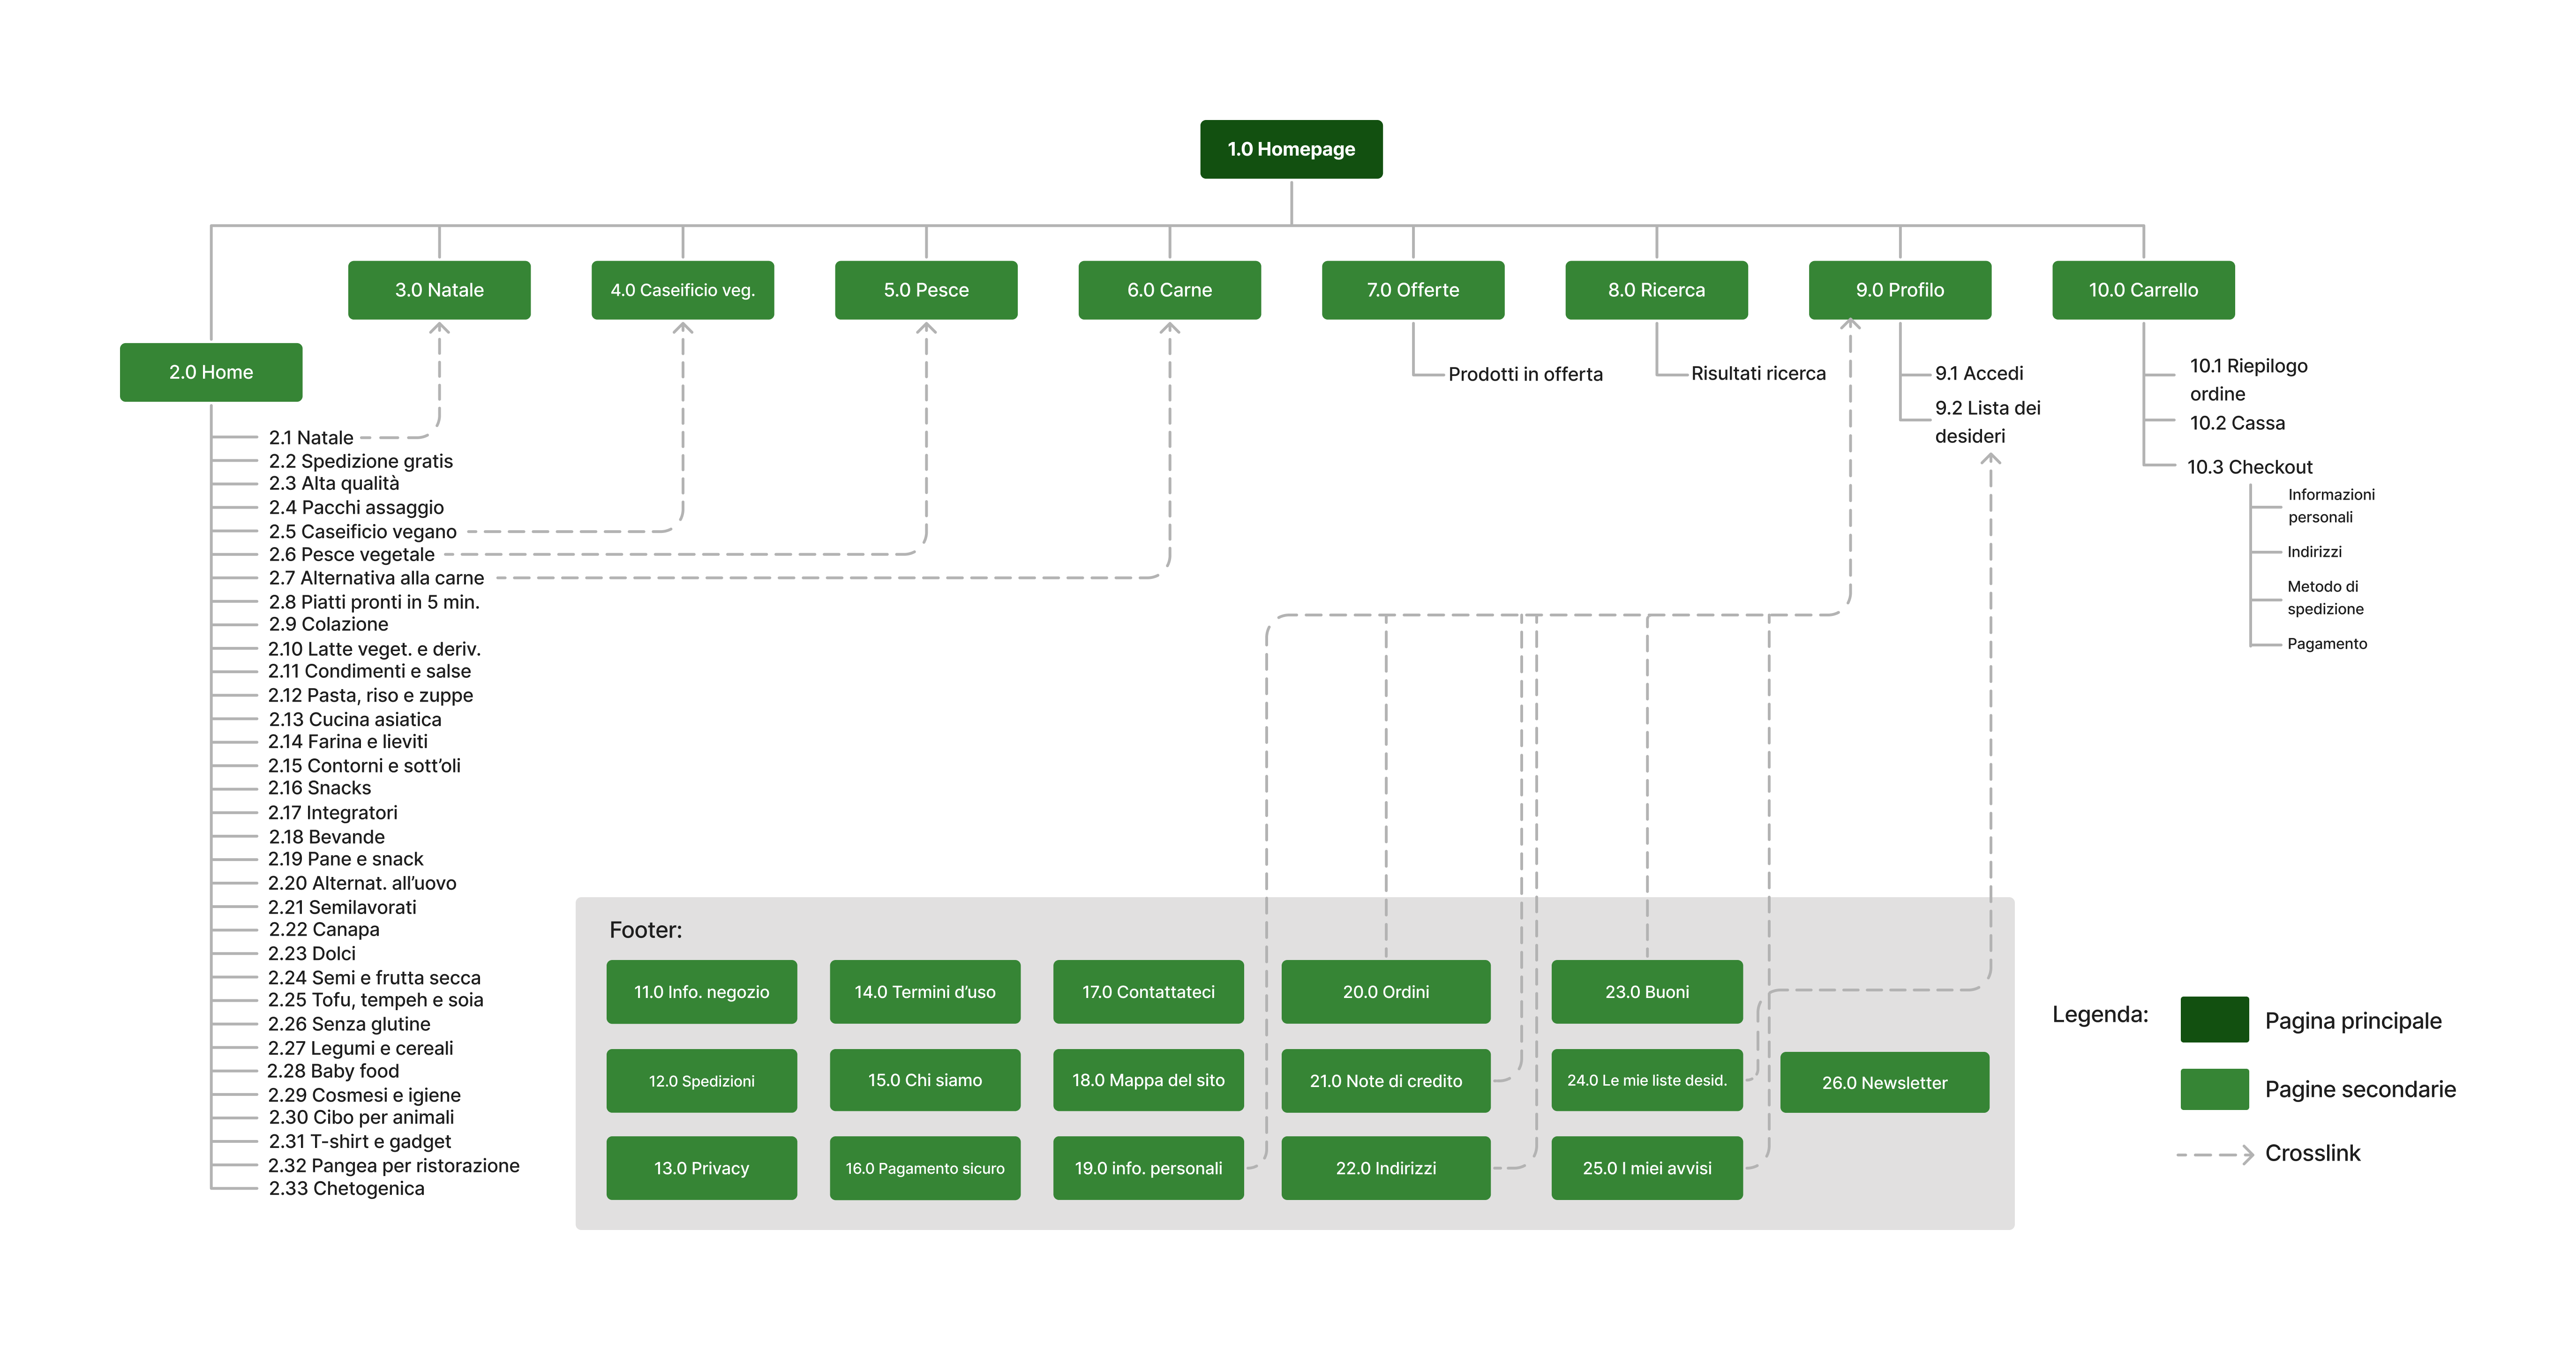 1.0 Homepage
2.0 Home
3.0 Natale
4.0 Caseificio veg.
5.0 Pesce
6.0 Carne
7.0 Offerte
8.0 Ricerca
9.0 Profilo
10.0 Carrello
2.1 Natale
2.2 Spedizione gratis
2.3 Alta qualità
2.4 Pacchi assaggio
2.5 Caseificio vegano
2.6 Pesce vegetale
2.7 Alternativa alla carne
2.8 Piatti pronti in 5 min.
2.9 Colazione
2.10 Latte veget. e deriv.
2.11 Condimenti e salse
2.12 Pasta, riso e zuppe
2.13 Cucina asiatica
2.14 Farina e lieviti
2.15 Contorni e sott’oli
2.16 Snacks
2.17 Integratori
2.18 Bevande
2.19 Pane e snack
2.20 Alternat. all’uovo
2.21 Semilavorati
2.22 Canapa
2.23 Dolci
2.24 Semi e frutta secca
2.25 Tofu, tempeh e soia
2.26 Senza glutine
2.27 Legumi e cereali
2.28 Baby food
2.29 Cosmesi e igiene
2.30 Cibo per animali
2.31 T-shirt e gadget
2.32 Pangea per ristorazione
2.33 Chetogenica
Prodotti in offerta
Risultati ricerca
9.1 Accedi
9.2 Lista dei
desideri
10.1 Riepilogo
ordine
10.2 Cassa
10.3 Checkout
Informazioni
personali
Indirizzi
Metodo di
spedizione
Pagamento
Footer:
11.0 Info. negozio
12.0 Spedizioni
13.0 Privacy
14.0 Termini d’uso
15.0 Chi siamo
16.0 Pagamento sicuro
17.0 Contattateci
18.0 Mappa del sito
19.0 info. personali
20.0 Ordini
21.0 Note di credito
22.0 Indirizzi
23.0 Buoni
24.0 Le mie liste desid.
25.0 I miei avvisi
26.0 Newsletter
Legenda:
Pagina principale
Pagine secondarie
Crosslink